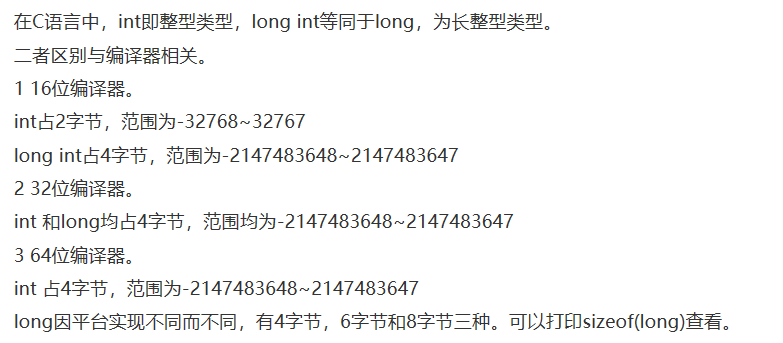 在C语言中，int即整型类型，long int等同于long，为长整型类型。
二者区别与编译器相关。
1 16位编译器。
int占2字节，范围为-32768~32767
long int占4字节，范围为-2147483648~2147483647
2 32位编译器。
int 和long均占4字节，范围均为-2147483648~2147483647
3 64位编译器。
int 占4字节，范围为-2147483648~2147483647
long因平台实现不同而不同，有4字节，6字节和8字节三种。可以打印sizeof(long)查看。